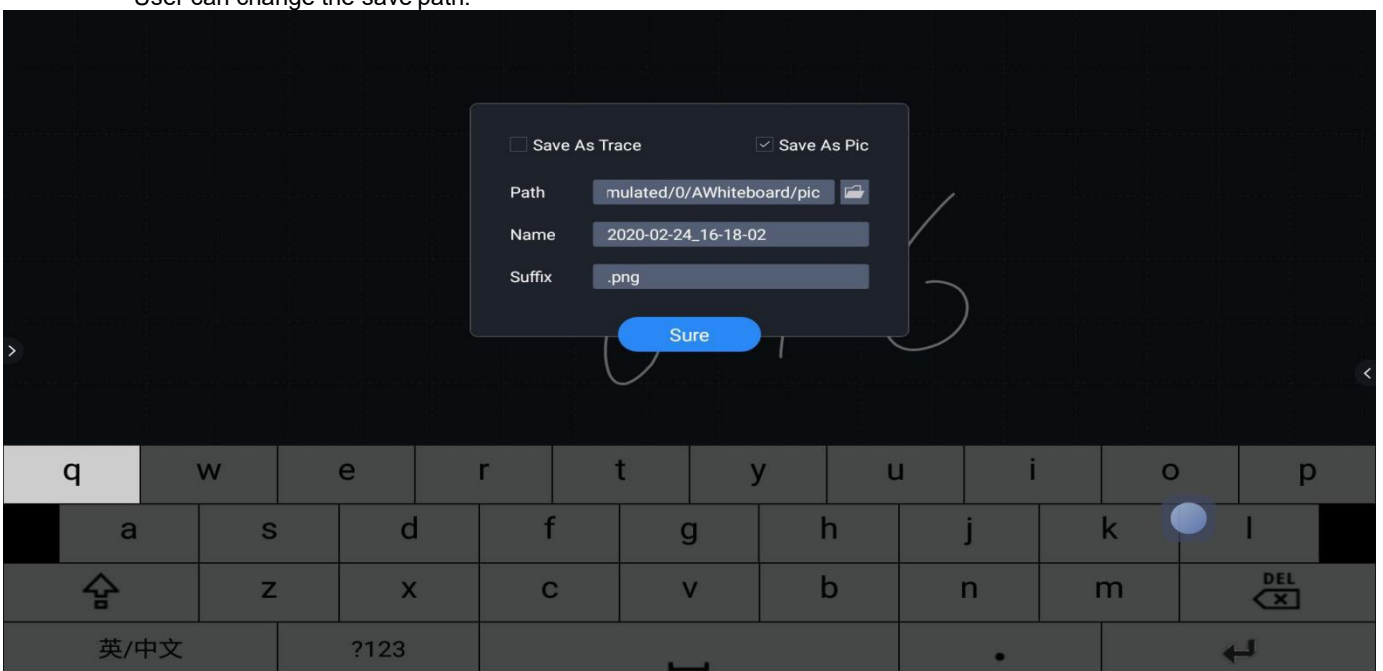 User can change the save path.
Save As Trace Save As Pic
Path mulated/0/AWhiteboard/pic
Name 2020-02-24_16-18-02
Suffix .png
Sure
q w e r t y u i o p
a s d f g h j k l
z x c v b n m DEL
英/中文 ?123 .